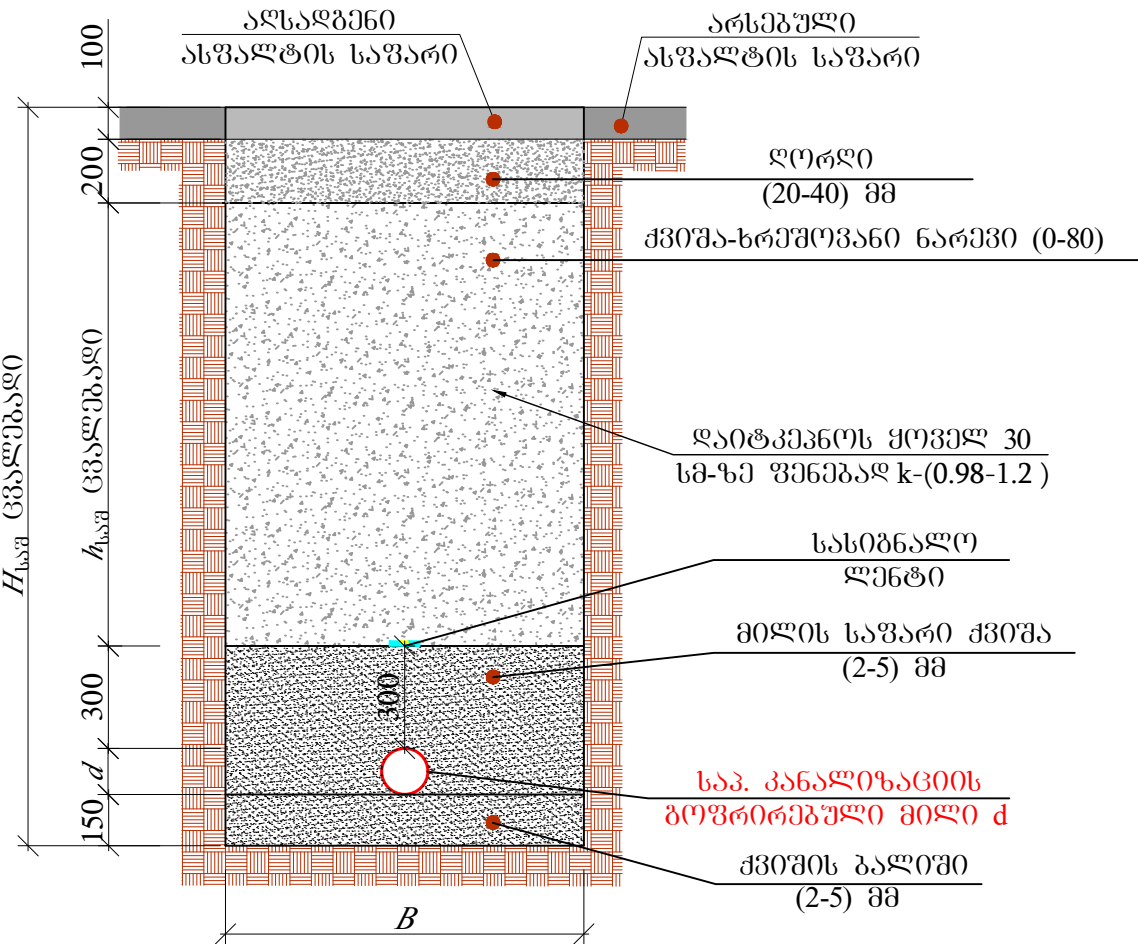 ᲐᲦᲡᲐᲓᲒᲔᲜᲘ
ᲐᲡᲤᲐᲚᲢᲘᲡ ᲡᲐᲤᲐᲠᲘ
ᲐᲠᲡᲔᲑᲣᲚᲘ
ᲐᲡᲤᲐᲚᲢᲘᲡ ᲡᲐᲤᲐᲠᲘ
100
200
ᲦᲝᲠᲦᲘ
(20-40) ᲛᲛ
ᲥᲕᲘᲨᲐ-ᲮᲠᲔᲨᲝᲕᲐᲜᲘ ᲜᲐᲠᲔᲕᲘ (0-80)
Hსაშ ᲪᲕᲐᲚᲔᲑᲐᲓᲘ
hსაშ ᲪᲕᲐᲚᲔᲑᲐᲓᲘ
ᲓᲐᲘᲢᲙᲔᲞᲜᲝᲡ ᲧᲝᲕᲔᲚ 30
ᲡᲛ-ᲖᲔ ᲤᲔᲜᲔᲑᲐᲓ k-(0.98-1.2 )
ᲡᲐᲡᲘᲒᲜᲐᲚᲝ
ᲚᲔᲜᲢᲘ
ᲛᲘᲚᲘᲡ ᲡᲐᲤᲐᲠᲘ ᲥᲕᲘᲨᲐ
(2-5) ᲛᲛ
300
300
d
150
ᲡᲐᲞ. ᲙᲐᲜᲐᲚᲘᲖᲐᲪᲘᲘᲡ
ᲒᲝᲤᲠᲘᲠᲔᲑᲣᲚᲘ ᲛᲘᲚᲘ d
ᲥᲕᲘᲨᲘᲡ ᲑᲐᲚᲘᲨᲘ
(2-5) ᲛᲛ
B